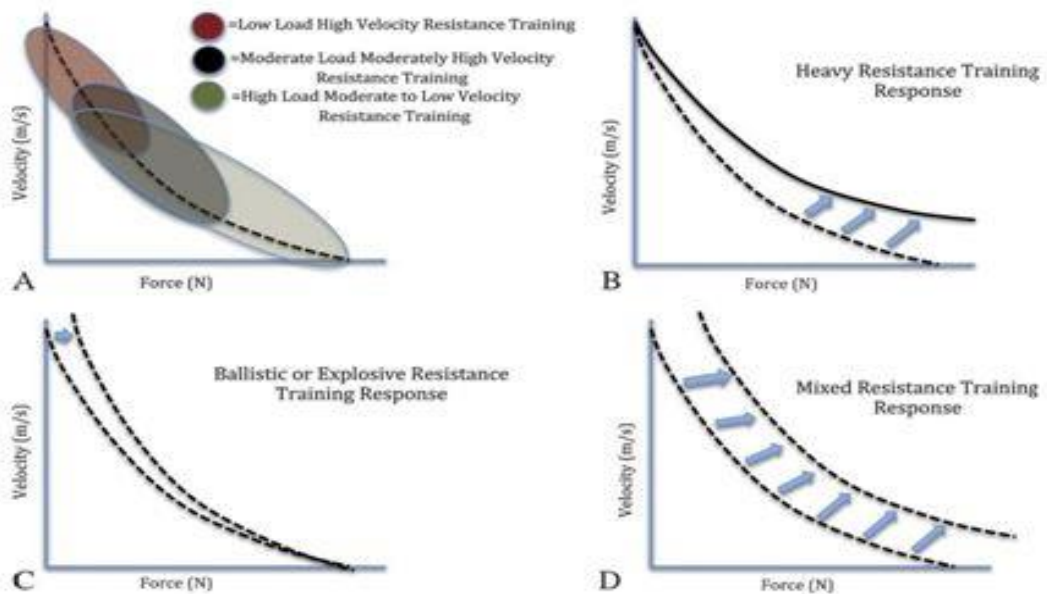 =Low Load High Velocity Resistance Training
=Moderate Load Moderately High Velocity
Resistance Training
=High Load Moderate to Low Velocity
Resistance Training
Velocity (m/s)
A
Force (N)
Heavy Resistance Training
Response
Velocity (m/s)
B
Force (N)
Ballistic or Explosive Resistance
Training Response
Velocity (m/s)
C
Force (N)
Mixed Resistance Training
Response
Velocity (m/s)
D
Force (N)